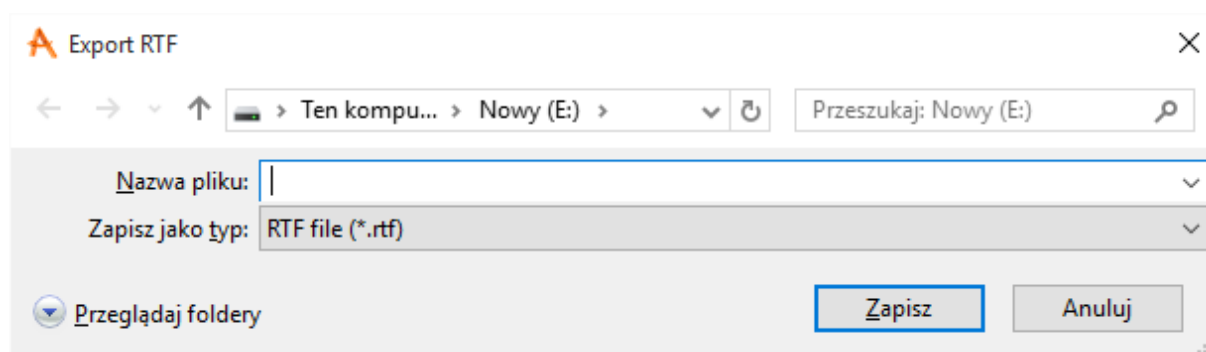 Export RTF
Ten kompu... Nowy (E:) Przeszukaj: Nowy (E:)
Nazwa pliku:
Zapisz jako typ: RTF file (*.rtf)
Przeglądaj foldery Zapisz Anuluj